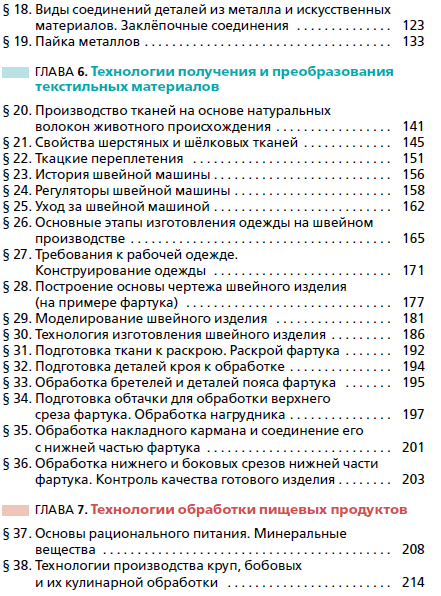 § 18. Виды соединений деталей из металла и искусственных
материалов. Заклёпочные соединения . . . . . . . . . . . . . 123
§ 19. Пайка металлов . . . . . . . . . . . . . . . . . . . . . . . . . . . . . . 133
ГЛАВА 6. Технологии получения и преобразования
текстильных материалов
§ 20. Производство тканей на основе натуральных
волокон животного происхождения . . . . . . . . . . . . . . . 141
§ 21. Свойства шерстяных и шёлковых тканей . . . . . . . . . . . . 145
§ 22. Ткацкие переплетения . . . . . . . . . . . . . . . . . . . . . . . . 151
§ 23. История швейной машины . . . . . . . . . . . . . . . . . . . . . . 156
§ 24. Регуляторы швейной машины . . . . . . . . . . . . . . . . . . . . 158
§ 25. Уход за швейной машиной . . . . . . . . . . . . . . . . . . . . . . 162
§ 26. Основные этапы изготовления одежды на швейном
производстве . . . . . . . . . . . . . . . . . . . . . . . . . . . . . . . . 165
§ 27. Требования к рабочей одежде.
Конструирование одежды . . . . . . . . . . . . . . . . . . . . . . 171
§ 28. Построение основы чертежа швейного изделия
(на примере фартука) . . . . . . . . . . . . . . . . . . . . . . . . . 177
§ 29. Моделирование швейного изделия . . . . . . . . . . . . . . . 181
§ 30. Технология изготовления швейного изделия . . . . . . . . 186
§ 31. Подготовка ткани к раскрою. Раскрой фартука . . . . . . 192
§ 32. Подготовка деталей кроя к обработке . . . . . . . . . . . . . 194
§ 33. Обработка бретелей и деталей пояса фартука . . . . . . 195
§ 34. Подготовка обтачки для обработки верхнего
среза фартука. Обработка нагрудника . . . . . . . . . . . . . 197
§ 35. Обработка накладного кармана и соединение его
с нижней частью фартука . . . . . . . . . . . . . . . . . . . . . . 201
§ 36. Обработка нижнего и боковых срезов нижней части
фартука. Контроль качества готового изделия . . . . . . . 203
ГЛАВА 7. Технологии обработки пищевых продуктов
§ 37. Основы рационального питания. Минеральные
вещества . . . . . . . . . . . . . . . . . . . . . . . . . . . . . . . . . . . 208
§ 38. Технологии производства круп, бобовых
и их кулинарной обработки . . . . . . . . . . . . . . . . . . . . 214